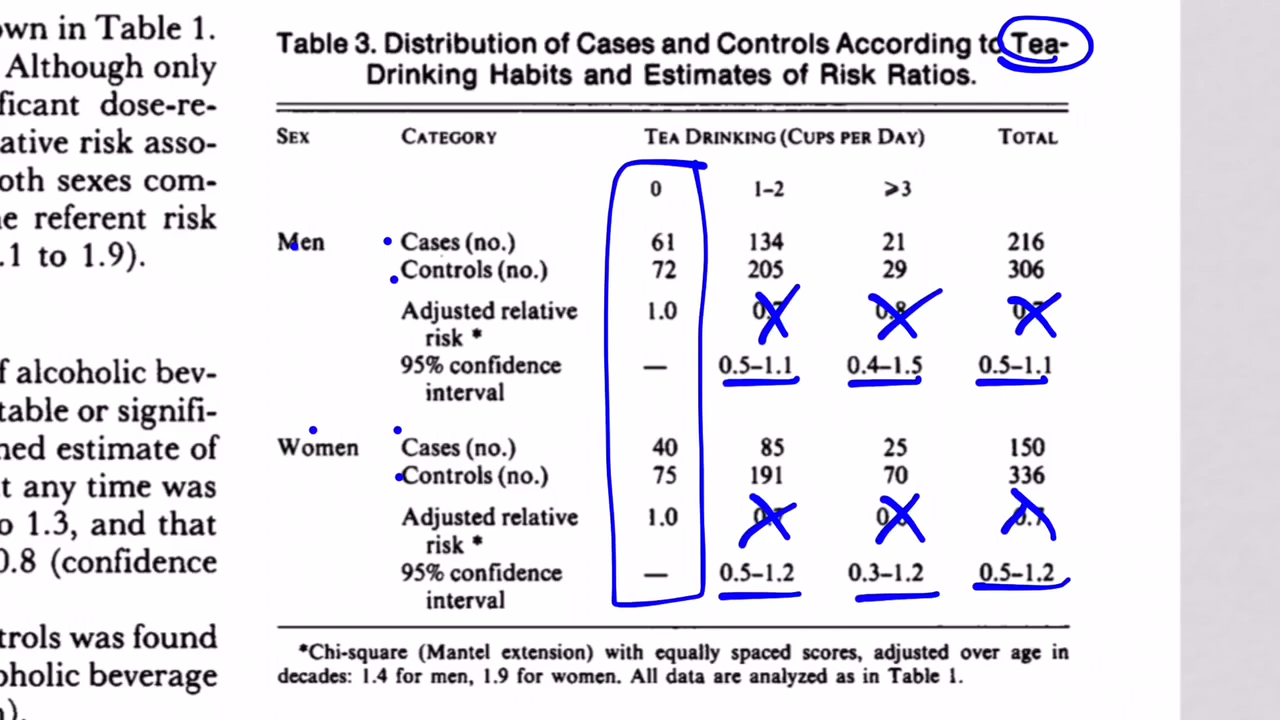 own in Table 1.
Although only
ficant dose-re-
ative risk asso-
oth sexes com-
ne referent risk
.1 to 1.9).
f alcoholic bev-
table or signifi-
ned estimate of
t any time was
o 1.3, and that
0.8 (confidence
trols was found
oholic beverage
Table 3. Distribution of Cases and Controls According to Tea-
Drinking Habits and Estimates of Risk Ratios.
SEX CATEGORY TEA DRINKING (CUPS PER DAY) TOTAL
0 1–2 ⩾3
Men Cases (no.) 61 134 21 216
Controls (no.) 72 205 29 306
Adjusted relative 1.0
risk *
95% confidence — 0.5–1.1 0.4–1.5 0.5–1.1
interval
Women Cases (no.) 40 85 25 150
Controls (no.) 75 191 70 336
Adjusted relative 1.0
risk *
95% confidence — 0.5–1.2 0.3–1.2 0.5–1.2
interval
*Chi-square (Mantel extension) with equally spaced scores, adjusted over age in
decades: 1.4 for men, 1.9 for women. All data are analyzed as in Table 1.